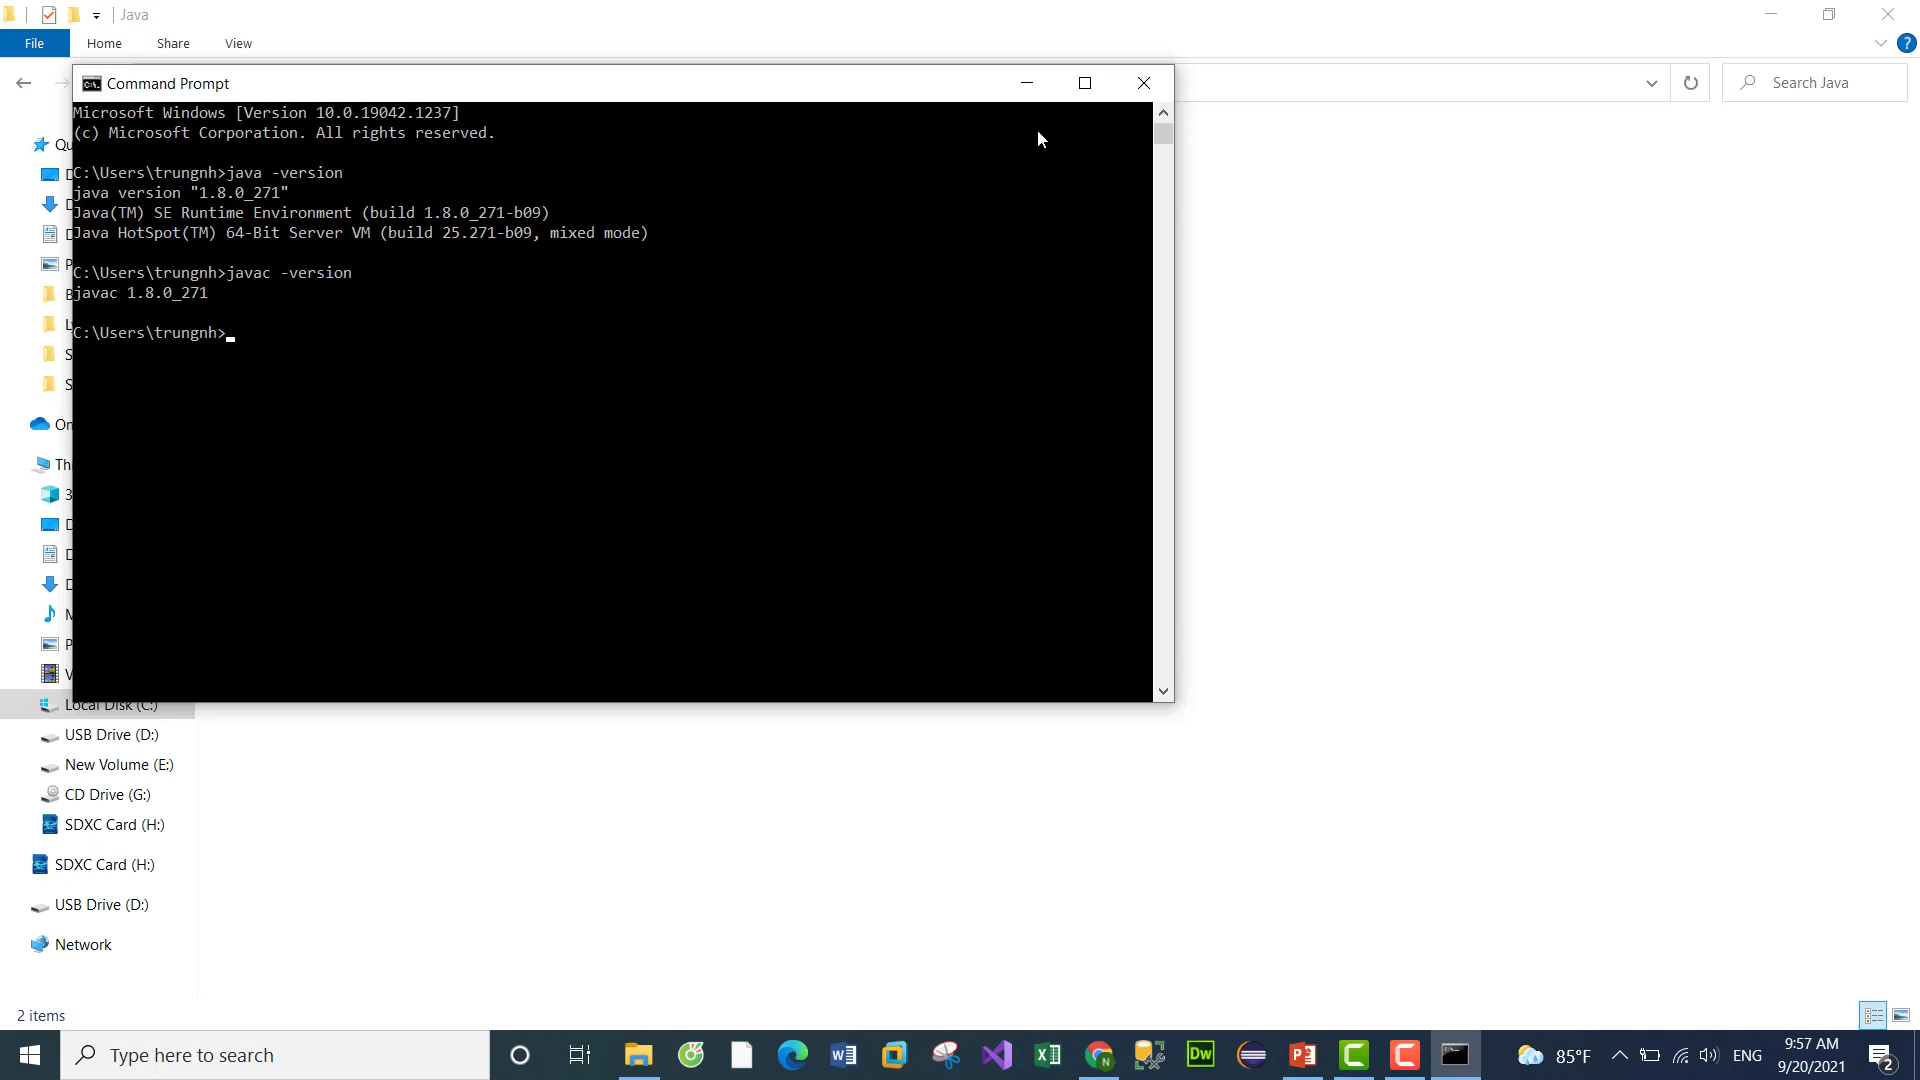 Java
File
Home
Share
View
Command Prompt
Search Java
Microsoft Windows [Version 10.0.19042.1237]
(c) Microsoft Corporation. All rights reserved.
C:\Users\trungnh>java -version
java version "1.8.0_271"
Java(TM) SE Runtime Environment (build 1.8.0_271-b09)
Java HotSpot(TM) 64-Bit Server VM (build 25.271-b09, mixed mode)
C:\Users\trungnh>javac -version
javac 1.8.0_271
C:\Users\trungnh>
Local Disk (C:)
USB Drive (D:)
New Volume (E:)
CD Drive (G:)
SDXC Card (H:)
SDXC Card (H:)
USB Drive (D:)
Network
2 items
Type here to search
Dw
85°F
ENG
9:57 AM
9/20/2021
2